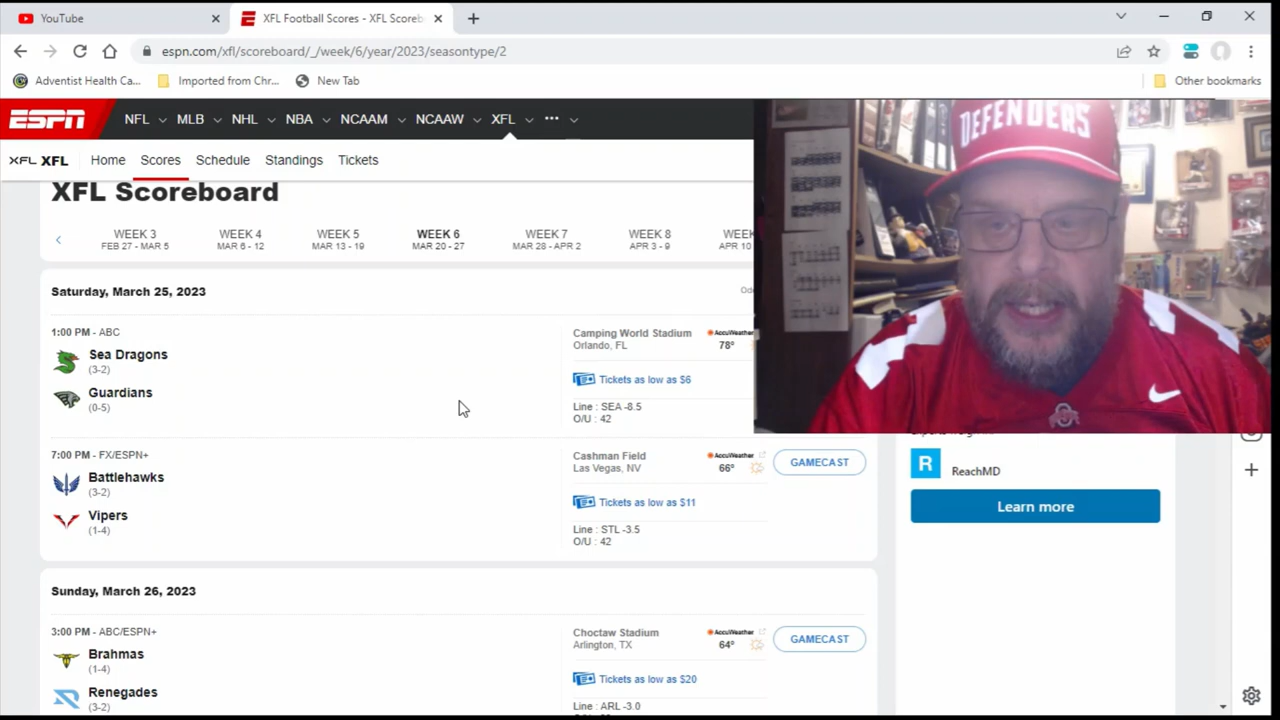 YouTube
XFL Football Scores - XFL Scoreb
espn.com/xfl/scoreboard/_/week/6/year/2023/seasontype/2
Adventist Health Ca...
Imported from Chr...
New Tab
Other bookmarks
ESPN
NFL
MLB
NHL
NBA
NCAAM
NCAAW
XFL
XFL XFL
Home
Scores
Schedule
Standings
Tickets
DEFENDERS
XFL Scoreboard
WEEK 3
FEB 27 - MAR 5
WEEK 4
MAR 6 - 12
WEEK 5
MAR 13 - 19
WEEK 6
MAR 20 - 27
WEEK 7
MAR 28 - APR 2
WEEK 8
APR 3 - 9
WEEK
APR 10
Saturday, March 25, 2023
1:00 PM - ABC
Sea Dragons
(3-2)
Guardians
(0-5)
Camping World Stadium
Orlando, FL
AccuWeather
78°
Tickets as low as $6
Line : SEA -8.5
O/U : 42
7:00 PM - FX/ESPN+
Battlehawks
(3-2)
Vipers
(1-4)
Cashman Field
Las Vegas, NV
AccuWeather
66°
Tickets as low as $11
Line : STL -3.5
O/U : 42
GAMECAST
R ReachMD
Learn more
Sunday, March 26, 2023
3:00 PM - ABC/ESPN+
Brahmas
(1-4)
Renegades
(3-2)
Choctaw Stadium
Arlington, TX
AccuWeather
64°
Tickets as low as $20
Line : ARL -3.0
GAMECAST